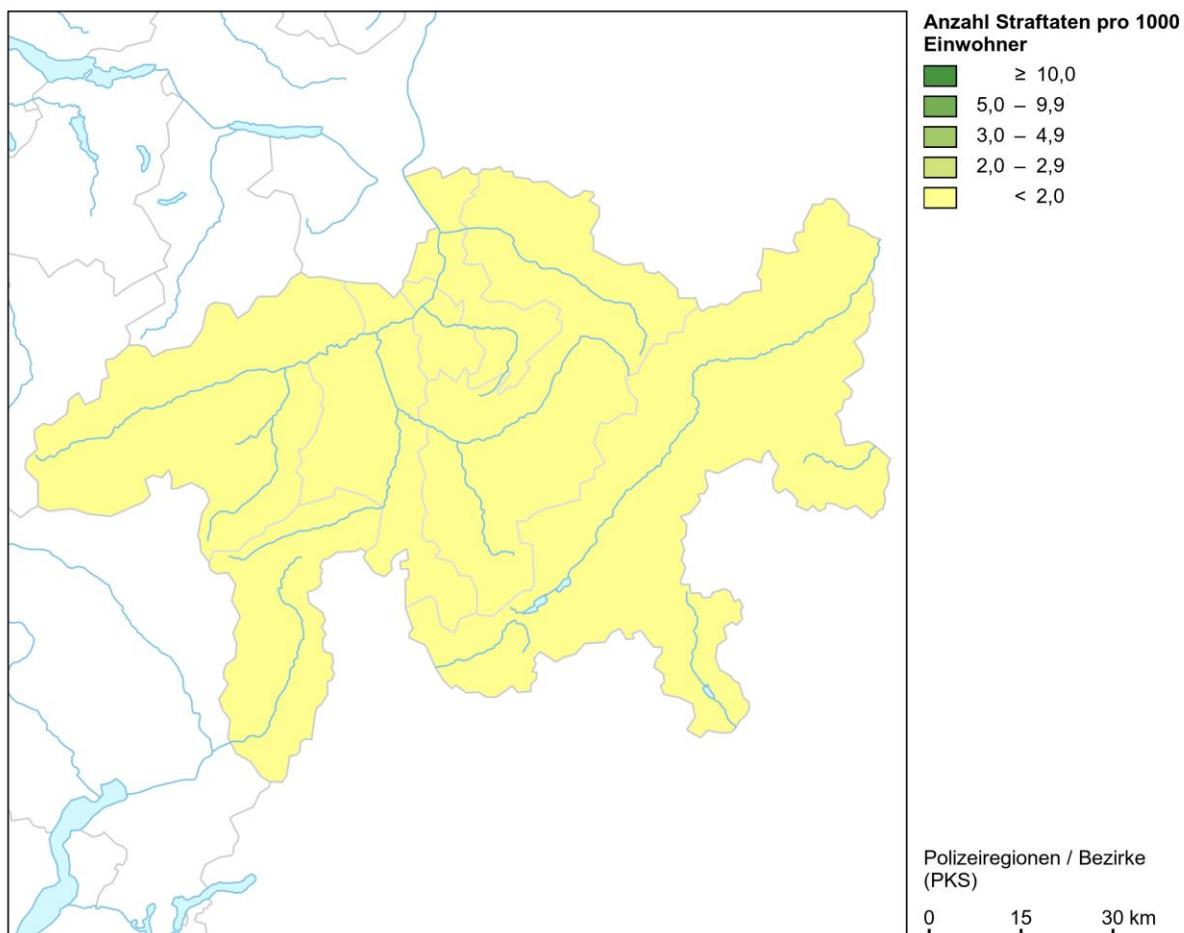 Anzahl Straftaten pro 1000
Einwohner
≥ 10,0
5,0 – 9,9
3,0 – 4,9
2,0 – 2,9
< 2,0
Polizeiregionen / Bezirke
(PKS)
0 15 30 km